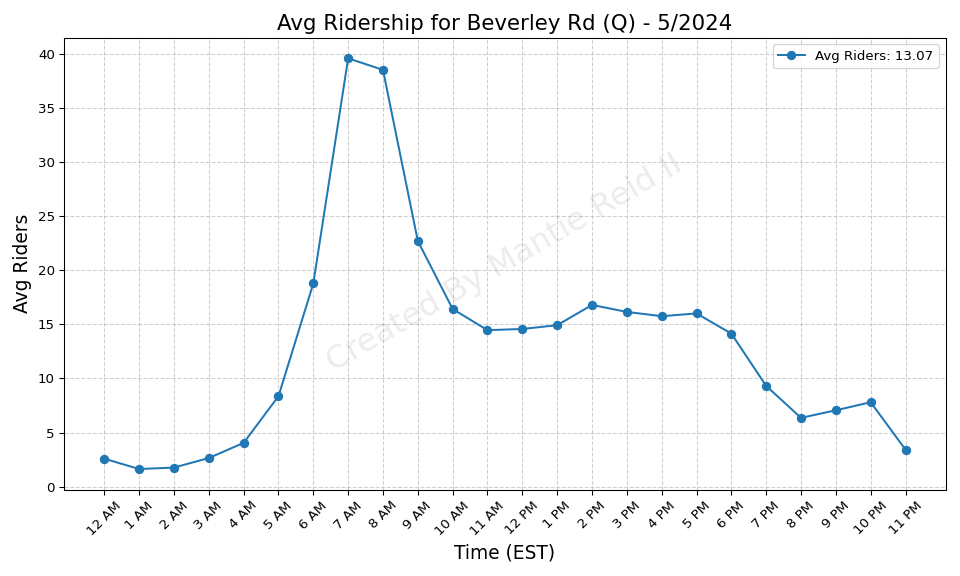 Avg Ridership for Beverley Rd (Q) - 5/2024
Avg Riders: 13.07
Avg Riders
40
35
30
25
20
15
10
5
0
Created By Mantie Reid II
12 AM
1 AM
2 AM
3 AM
4 AM
5 AM
6 AM
7 AM
8 AM
9 AM
10 AM
11 AM
12 PM
1 PM
2 PM
3 PM
4 PM
5 PM
6 PM
7 PM
8 PM
9 PM
10 PM
11 PM
Time (EST)